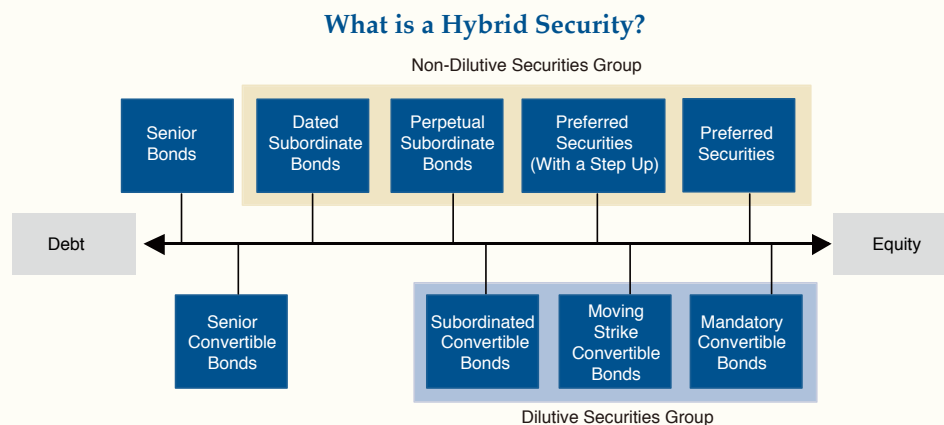 What is a Hybrid Security?
Non-Dilutive Securities Group
Senior
Bonds
Dated
Subordinate
Bonds
Perpetual
Subordinate
Bonds
Preferred
Securities
(With a Step Up)
Preferred
Securities
Debt
Equity
Senior
Convertible
Bonds
Subordinated
Convertible
Bonds
Moving
Strike
Convertible
Bonds
Mandatory
Convertible
Bonds
Dilutive Securities Group